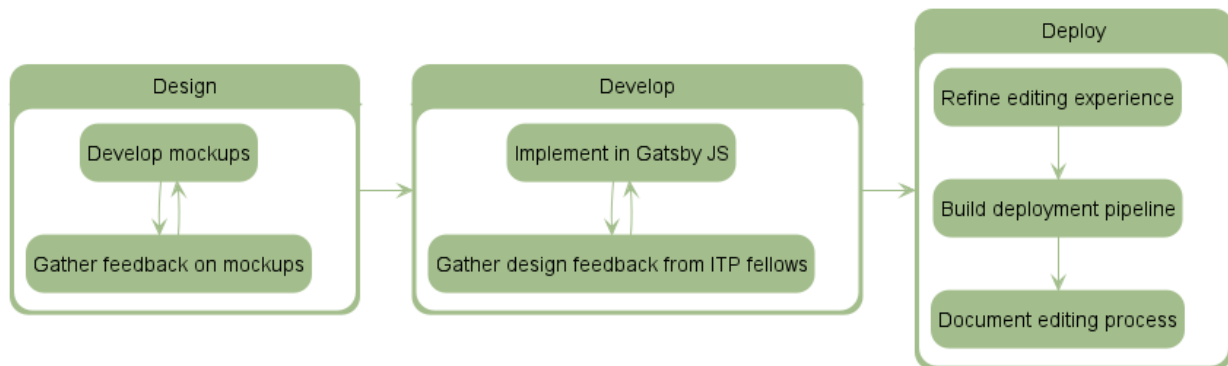 Design
Develop mockups
Gather feedback on mockups
Develop
Implement in Gatsby JS
Gather design feedback from ITP fellows
Deploy
Refine editing experience
Build deployment pipeline
Document editing process